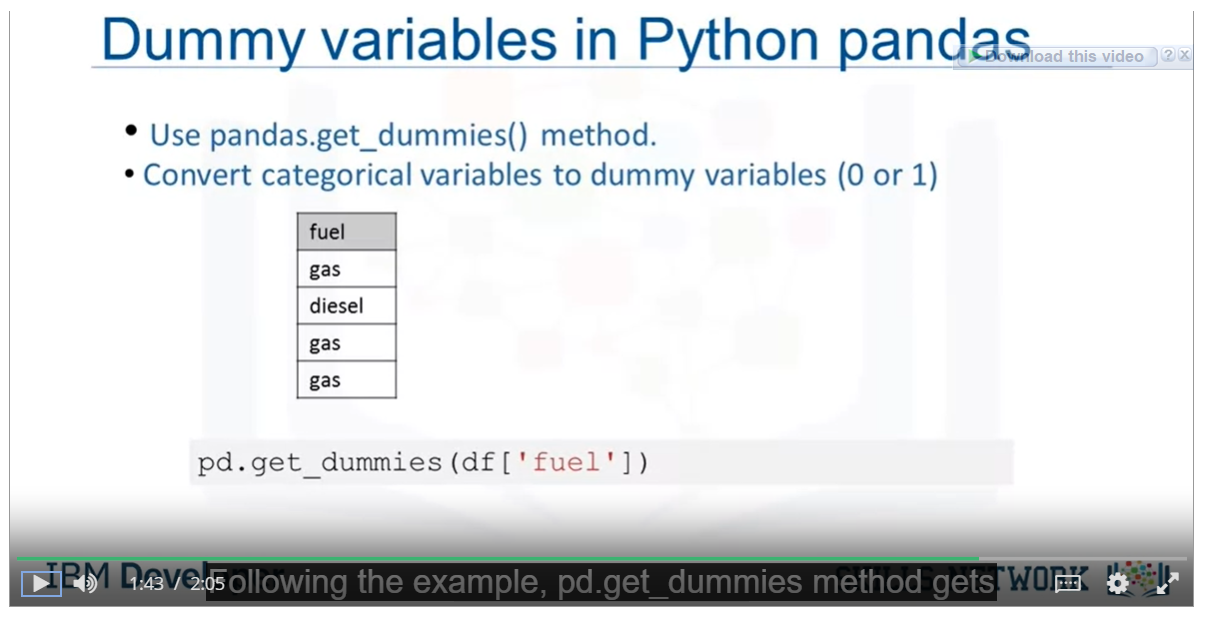 Dummy variables in Python pandas
Download this video ? X
• Use pandas.get_dummies() method.
• Convert categorical variables to dummy variables (0 or 1)
fuel
gas
diesel
gas
gas
pd.get_dummies(df['fuel'])
IBM Developer
NETWORK
1:43 / 2:05
Following the example, pd.get_dummies method gets